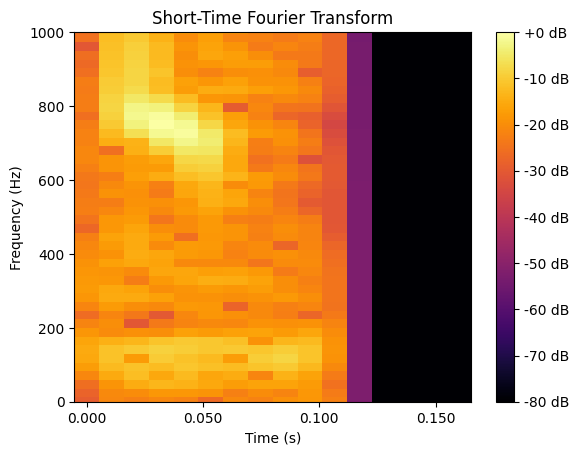 Short-Time Fourier Transform
1000
800
600
400
200
0
Frequency (Hz)
0.000
0.050
0.100
0.150
Time (s)
+0 dB
-10 dB
-20 dB
-30 dB
-40 dB
-50 dB
-60 dB
-70 dB
-80 dB